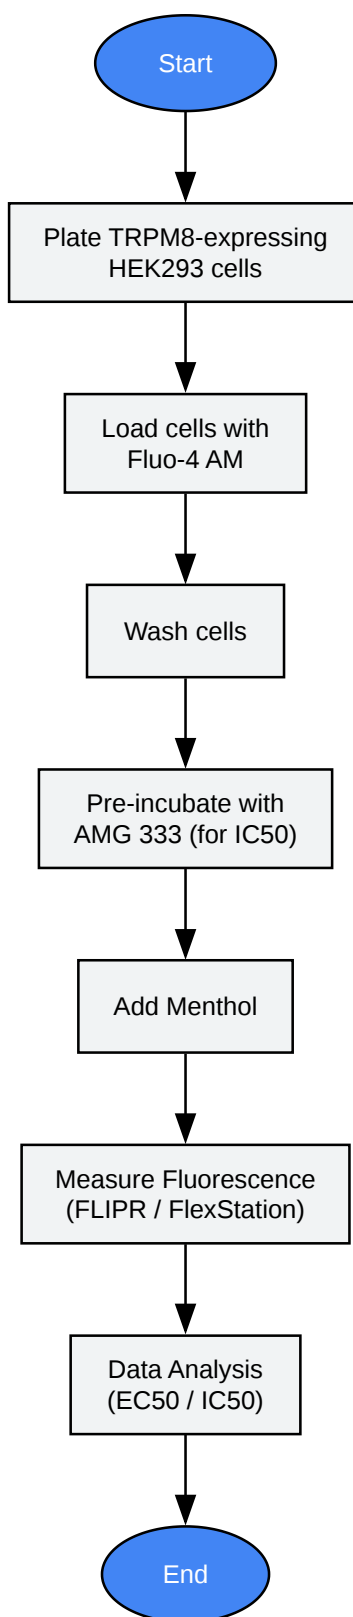 Start
Plate TRPM8-expressing
HEK293 cells
Load cells with
Fluo-4 AM
Wash cells
Pre-incubate with
AMG 333 (for IC50)
Add Menthol
Measure Fluorescence
(FLIPR / FlexStation)
Data Analysis
(EC50 / IC50)
End